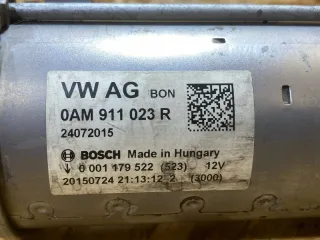 VW AG BON
0AM 911 023 R
24072015
BOSCH Made in Hungary
0 001 179 522 (523) 12V
20150724 21:13:12-2 (3000)